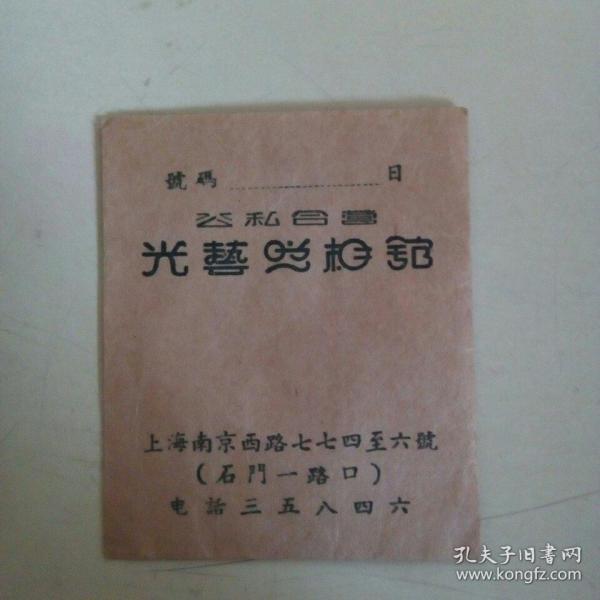 號碼 ………… 日
公私合营
光藝照相館
上海南京西路七七四至六號
(石門一路口)
电話三五八四六
孔夫子旧書网
www.kongfz.com